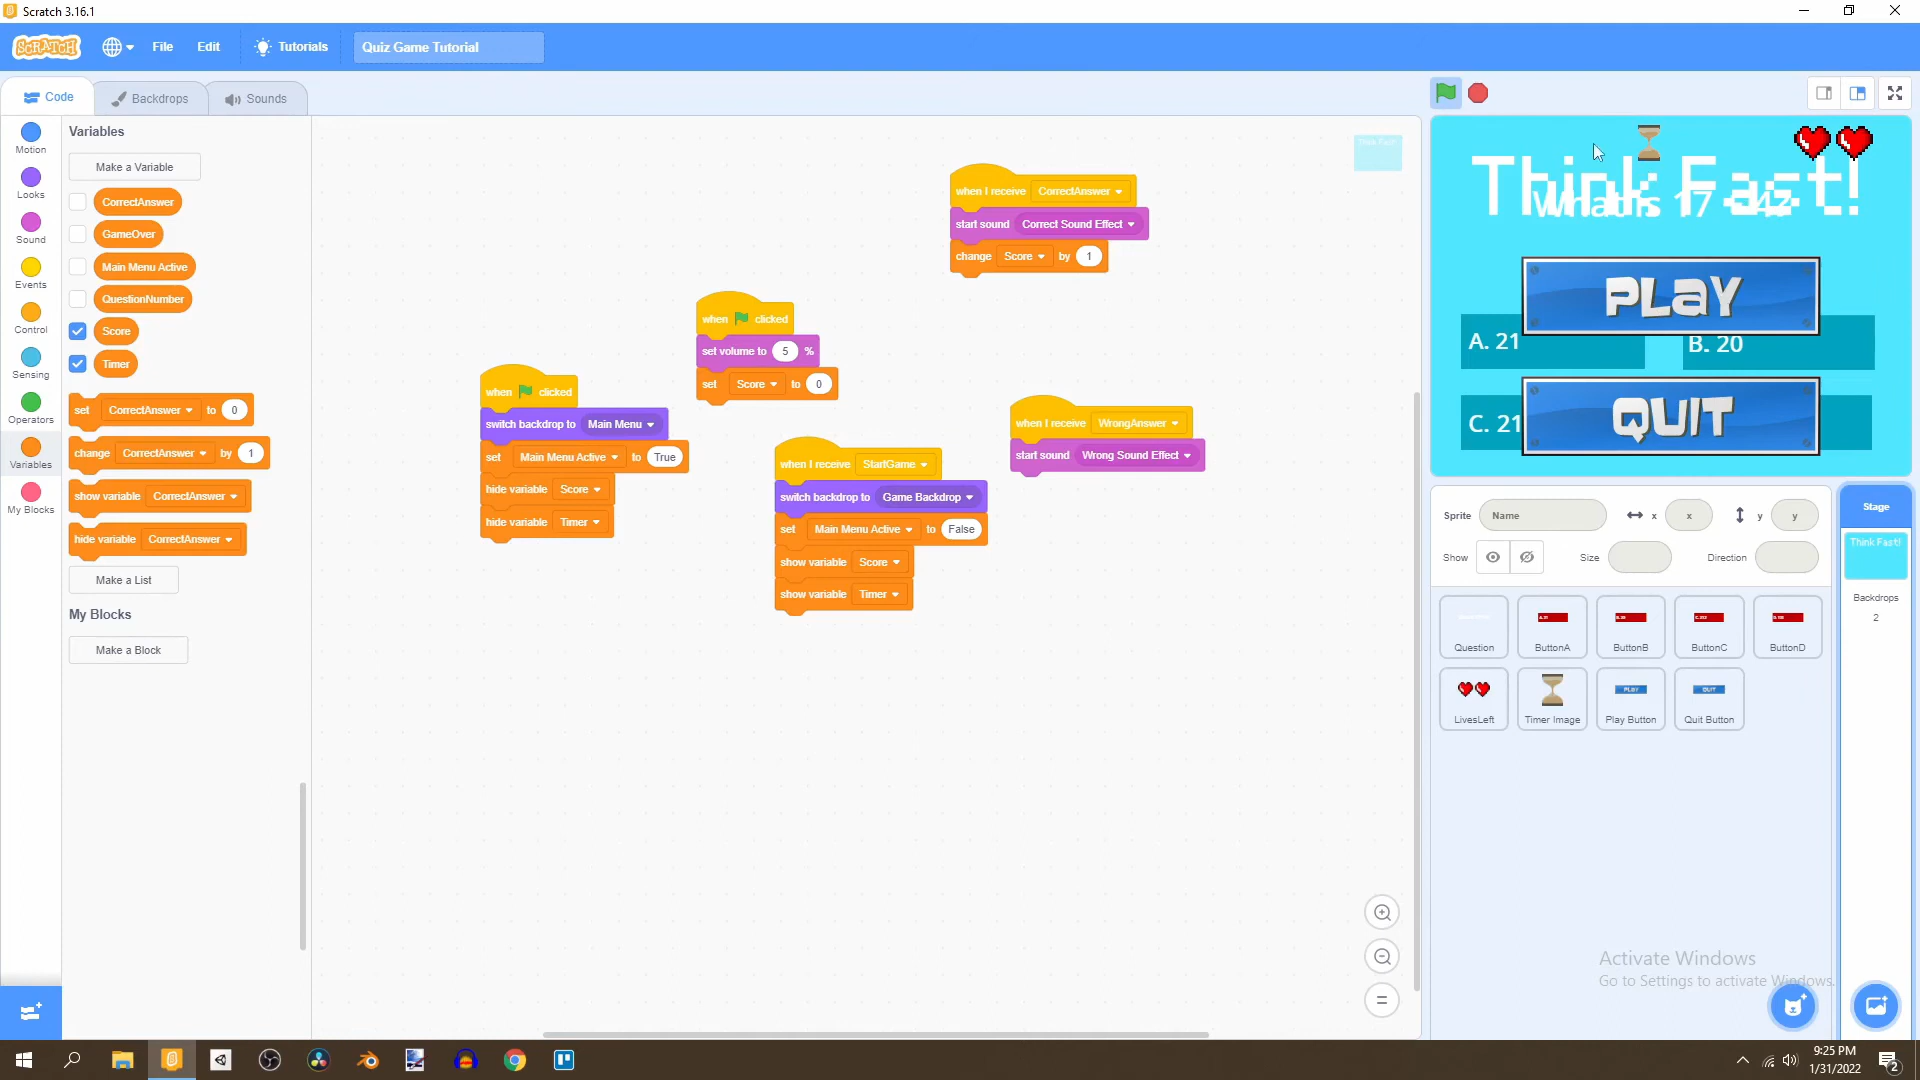 Scratch 3.16.1
SCRATCH
File
Edit
Tutorials
Quiz Game Tutorial
Code
Backdrops
Sounds
Motion
Looks
Sound
Events
Control
Sensing
Operators
Variables
My Blocks
Variables
Make a Variable
CorrectAnswer
GameOver
Main Menu Active
QuestionNumber
Score
Timer
set CorrectAnswer to 0
change CorrectAnswer by 1
show variable CorrectAnswer
hide variable CorrectAnswer
Make a List
My Blocks
Make a Block
when I receive CorrectAnswer
start sound Correct Sound Effect
change Score by 1
when clicked
set volume to 5 %
set Score to 0
when clicked
switch backdrop to Main Menu
set Main Menu Active to True
hide variable Score
hide variable Timer
when I receive StartGame
switch backdrop to Game Backdrop
set Main Menu Active to False
show variable Score
show variable Timer
when I receive WrongAnswer
start sound Wrong Sound Effect
Think Fast!
What is 17
PLAY
A. 21
B. 20
QUIT
C. 21
Sprite Name x x y y
Show Size Direction
Question
ButtonA
ButtonB
ButtonC
ButtonD
LivesLeft
Timer Image
PLAY
Play Button
QUIT
Quit Button
Stage
Think Fast!
Backdrops
2
Activate Windows
Go to Settings to activate Windows.
9:25 PM
1/31/2022
2